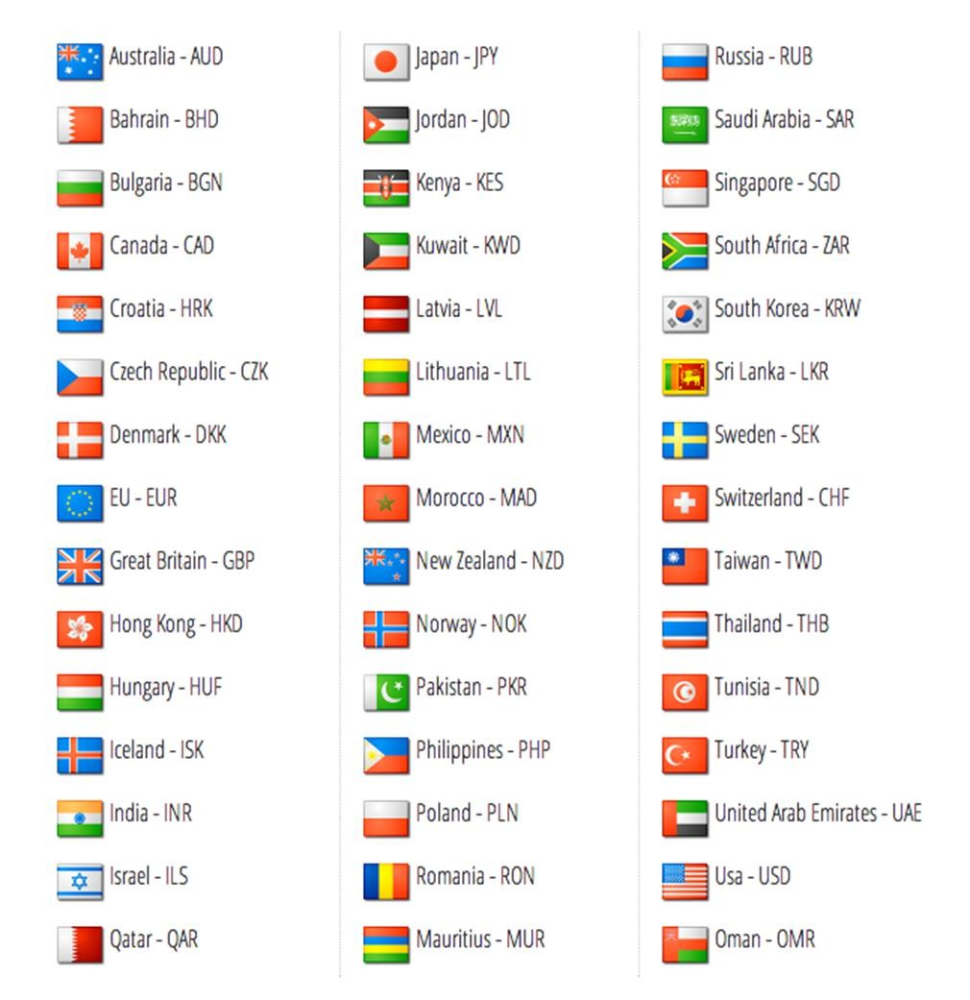 Australia - AUD
Bahrain - BHD
Bulgaria - BGN
Canada - CAD
Croatia - HRK
Czech Republic - CZK
Denmark - DKK
EU - EUR
Great Britain - GBP
Hong Kong - HKD
Hungary - HUF
Iceland - ISK
India - INR
Israel - ILS
Qatar - QAR
Japan - JPY
Jordan - JOD
Kenya - KES
Kuwait - KWD
Latvia - LVL
Lithuania - LTL
Mexico - MXN
Morocco - MAD
New Zealand - NZD
Norway - NOK
Pakistan - PKR
Philippines - PHP
Poland - PLN
Romania - RON
Mauritius - MUR
Russia - RUB
Saudi Arabia - SAR
Singapore - SGD
South Africa - ZAR
South Korea - KRW
Sri Lanka - LKR
Sweden - SEK
Switzerland - CHF
Taiwan - TWD
Thailand - THB
Tunisia - TND
Turkey - TRY
United Arab Emirates - UAE
Usa - USD
Oman - OMR